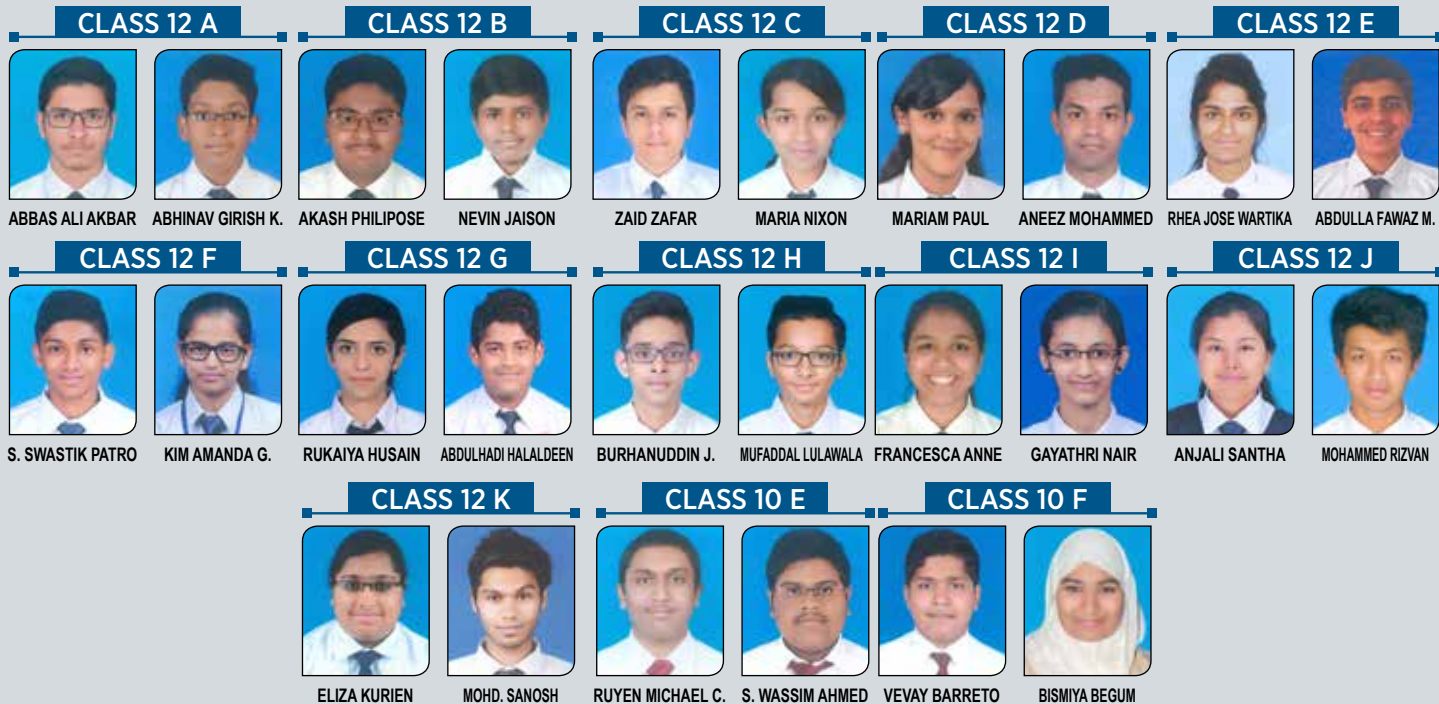 CLASS 12 A CLASS 12 B CLASS 12 C CLASS 12 D CLASS 12 E
ABBAS ALI AKBAR ABHINAV GIRISH K. AKASH PHILIPOSE NEVIN JAISON ZAID ZAFAR MARIA NIXON MARIAM PAUL ANEEZ MOHAMMED RHEA JOSE WARTIKA ABDULLA FAWAZ M.
CLASS 12 F CLASS 12 G CLASS 12 H CLASS 12 I CLASS 12 J
S. SWASTIK PATRO KIM AMANDA G. RUKAIYA HUSAIN ABDULHADI HALALDEEN BURHANUDDIN J. MUFADDAL LULAWALA FRANCESCA ANNE GAYATHRI NAIR ANJALI SANTHA MOHAMMED RIZVAN
CLASS 12 K CLASS 10 E CLASS 10 F
ELIZA KURIEN MOHD. SANOSH RUYEN MICHAEL C. S. WASSIM AHMED VEVAY BARRETO BISMIYA BEGUM